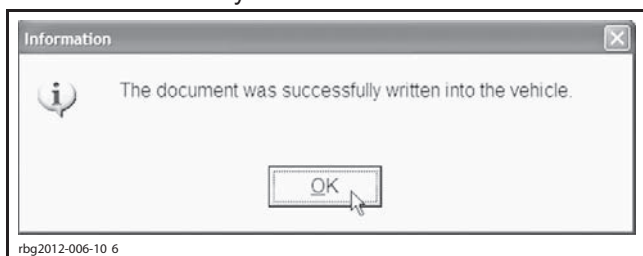 Information
The document was successfully written into the vehicle.
OK
rbg2012-006-10 6